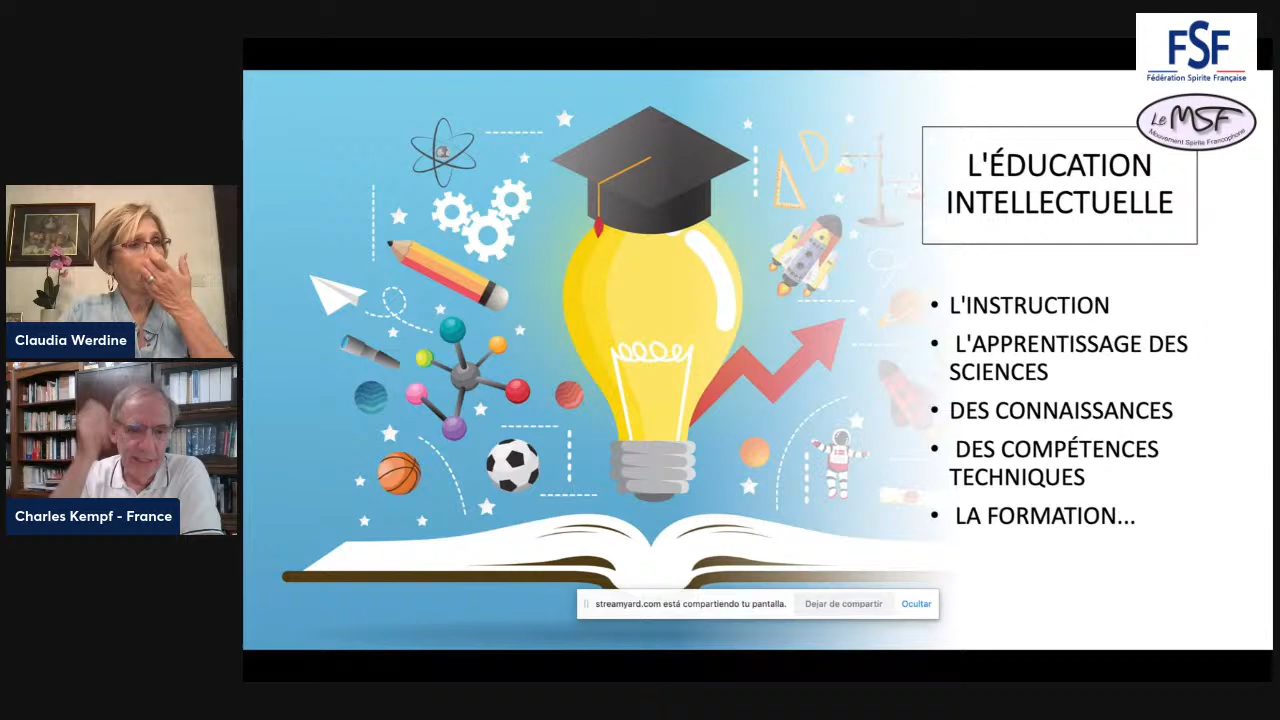 FSF
Fédération Spirite Française
Le MSF
Mouvement Spirite Francophone
L'ÉDUCATION
INTELLECTUELLE
• L'INSTRUCTION
• L'APPRENTISSAGE DES
SCIENCES
• DES CONNAISSANCES
• DES COMPÉTENCES
TECHNIQUES
• LA FORMATION...
Claudia Werdine
Charles Kempf - France
streamyard.com está compartiendo tu pantalla.
Dejar de compartir
Ocultar